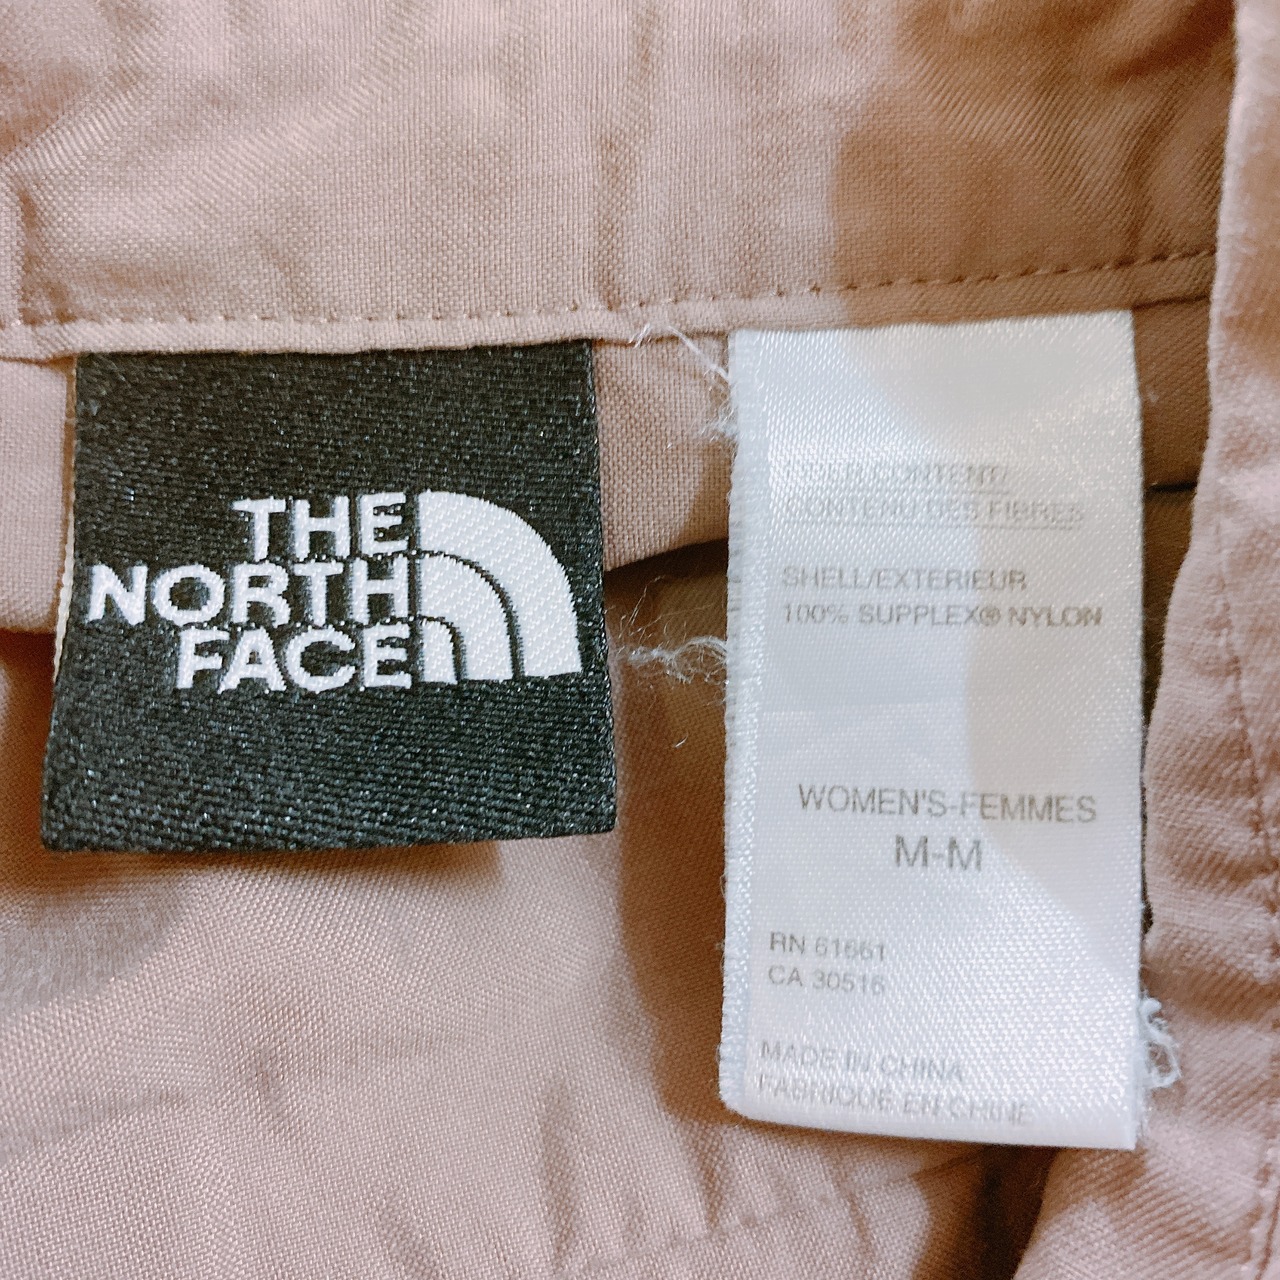 THE
NORTH
FACE
FIBER CONTENT/
CONTENU DES FIBRES
SHELL/EXTERIEUR
100% SUPPLEX® NYLON
WOMEN'S-FEMMES
M-M
RN 61661
CA 30516
MADE IN CHINA
FABRIQUE EN CHINE